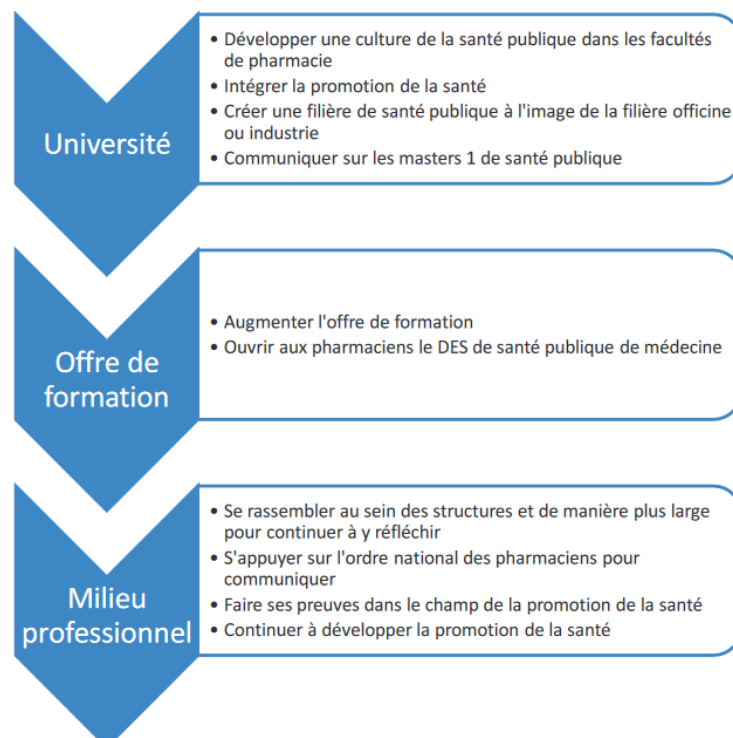 Université
• Développer une culture de la santé publique dans les facultés
de pharmacie
• Intégrer la promotion de la santé
• Créer une filière de santé publique à l'image de la filière officine
ou industrie
• Communiquer sur les masters 1 de santé publique
Offre de
formation
• Augmenter l'offre de formation
• Ouvrir aux pharmaciens le DES de santé publique de médecine
Milieu
professionnel
• Se rassembler au sein des structures et de manière plus large
pour continuer à y réfléchir
• S'appuyer sur l'ordre national des pharmaciens pour
communiquer
• Faire ses preuves dans le champ de la promotion de la santé
• Continuer à développer la promotion de la santé